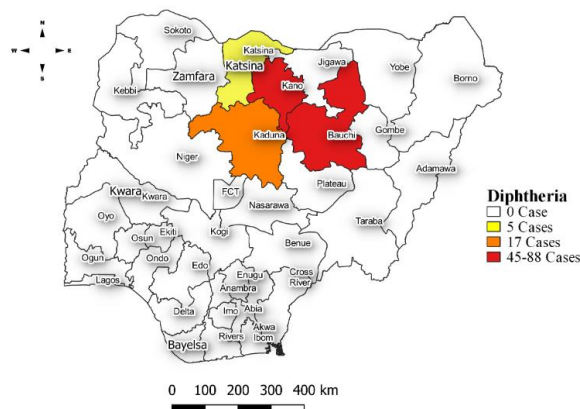 N
W E
S
Sokoto
Katsina
Katsina
Jigawa
Yobe
Borno
Zamfara
Kebbi
Kano
Kaduna
Bauchi
Gombe
Niger
Adamawa
Plateau
FCT
Nasarawa
Taraba
Kwara
Kwara
Oyo
Kogi
Benue
Ekiti
Osun
Ondo
Ogun
Edo
Lagos
Enugu
Anambra
Cross
River
Delta
Imo
Abia
Rivers
Akwa
Ibom
Bayelsa
Diphtheria
0 Case
5 Cases
17 Cases
45-88 Cases
0 100 200 300 400 km